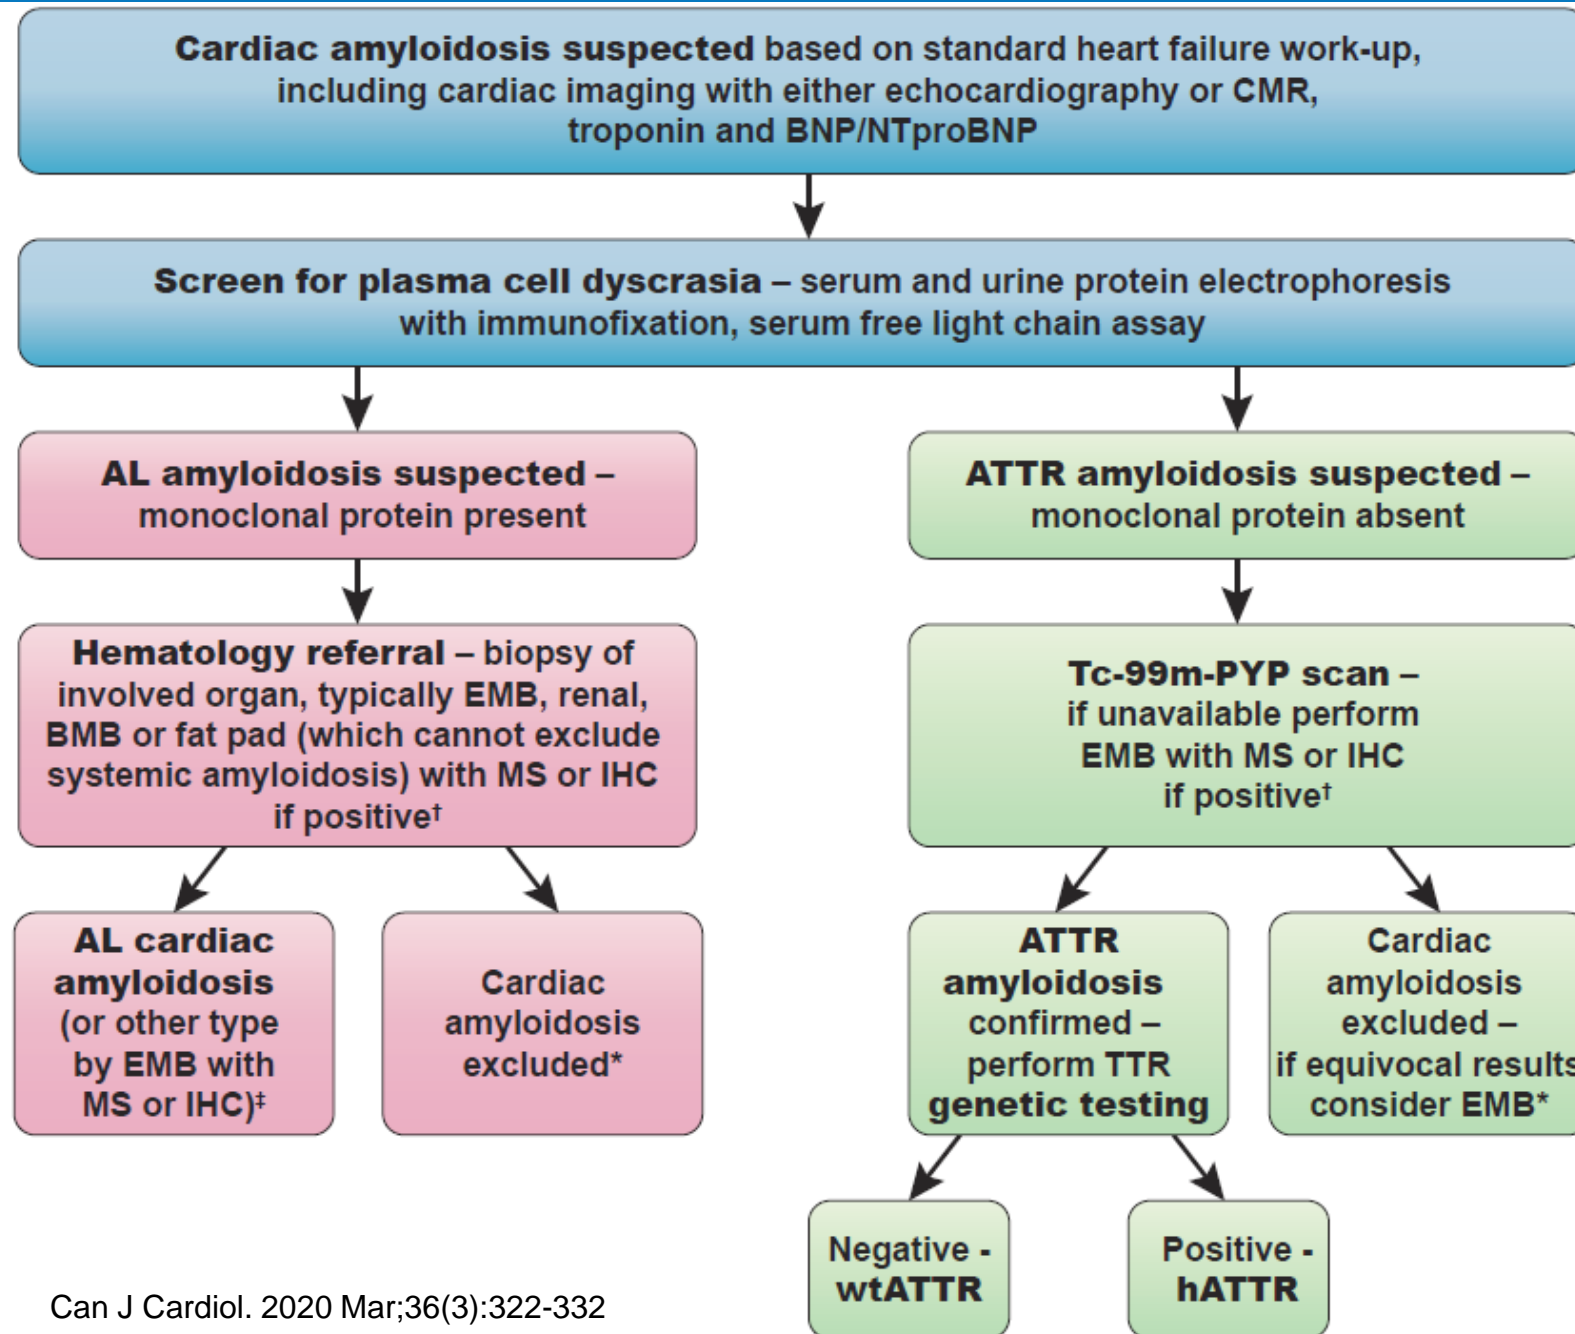 Cardiac amyloidosis suspected based on standard heart failure work-up,
including cardiac imaging with either echocardiography or CMR,
troponin and BNP/NTproBNP
Screen for plasma cell dyscrasia – serum and urine protein electrophoresis
with immunofixation, serum free light chain assay
AL amyloidosis suspected –
monoclonal protein present
ATTR amyloidosis suspected –
monoclonal protein absent
Hematology referral – biopsy of
involved organ, typically EMB, renal,
BMB or fat pad (which cannot exclude
systemic amyloidosis) with MS or IHC
if positive†
Tc-99m-PYP scan –
if unavailable perform
EMB with MS or IHC
if positive†
AL cardiac
amyloidosis
(or other type
by EMB with
MS or IHC)‡
Cardiac
amyloidosis
excluded*
ATTR
amyloidosis
confirmed –
perform TTR
genetic testing
Cardiac
amyloidosis
excluded –
if equivocal results
consider EMB*
Negative -
wtATTR
Positive -
hATTR
Can J Cardiol. 2020 Mar;36(3):322-332